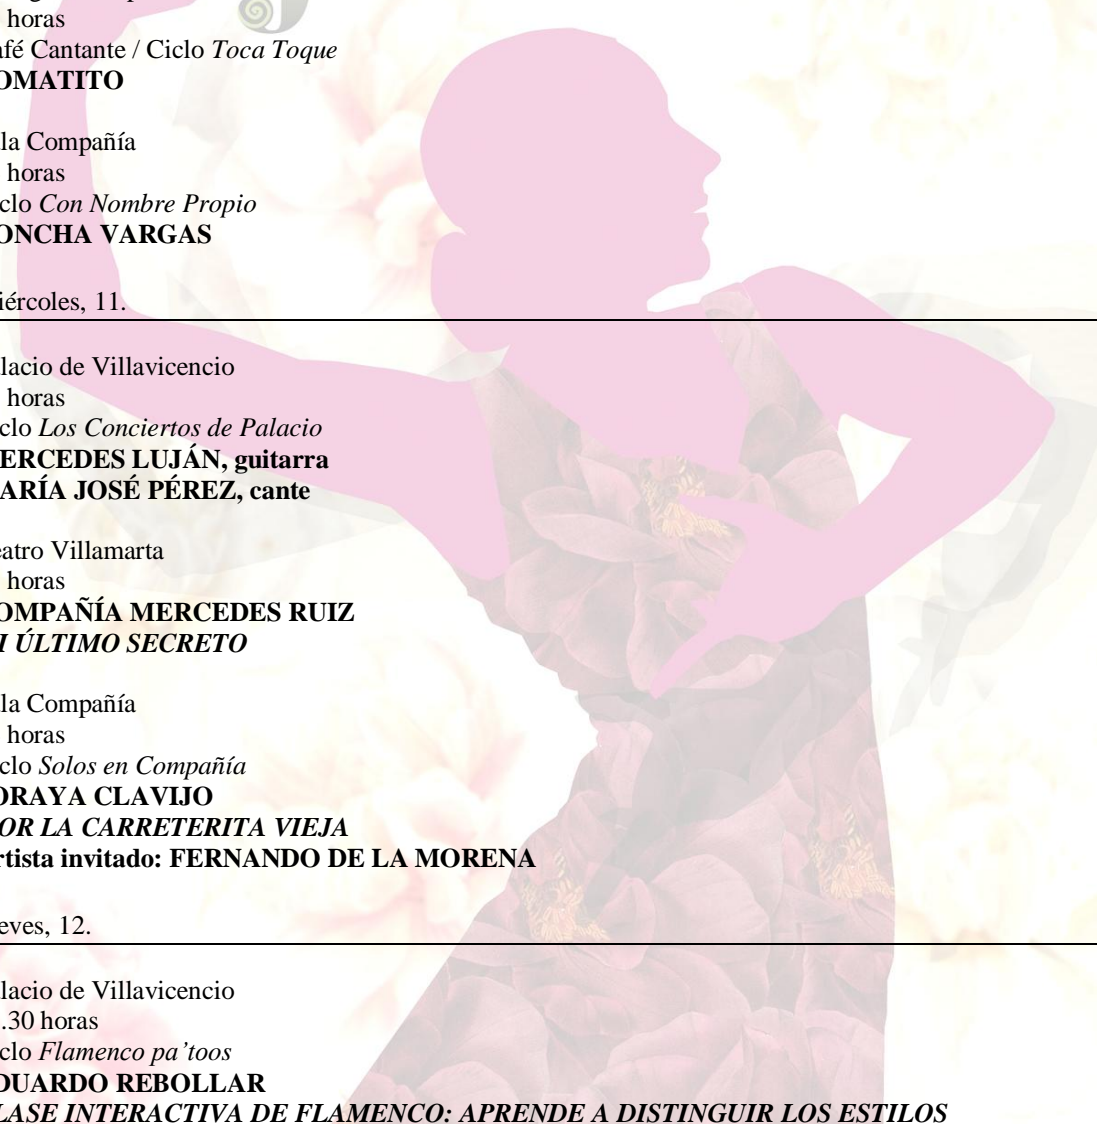 horas
afé Cantante / Ciclo Toca Toque
OMATITO
la Compañía
horas
clo Con Nombre Propio
ONCHA VARGAS
iércoles, 11.
lacio de Villavicencio
horas
clo Los Conciertos de Palacio
ERCEDES LUJÁN, guitarra
ARÍA JOSÉ PÉREZ, cante
eatro Villamarta
horas
OMPAÑÍA MERCEDES RUIZ
I ÚLTIMO SECRETO
la Compañía
horas
clo Solos en Compañía
ORAYA CLAVIJO
OR LA CARRETERITA VIEJA
rtista invitado: FERNANDO DE LA MORENA
eves, 12.
lacio de Villavicencio
.30 horas
clo Flamenco pa’toos
DUARDO REBOLLAR
LASE INTERACTIVA DE FLAMENCO: APRENDE A DISTINGUIR LOS ESTILOS